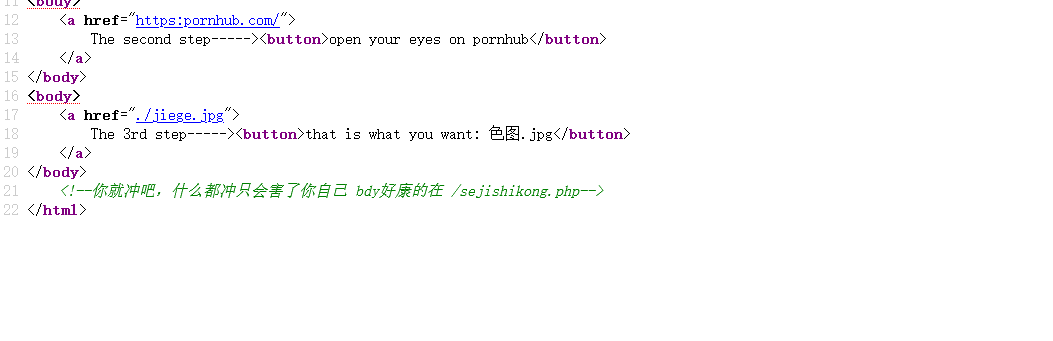 11 <body>
12 <a href="https:pornhub.com/">
13 The second step-----><button>open your eyes on pornhub</button>
14 </a>
15 </body>
16 <body>
17 <a href="./jiege.jpg">
18 The 3rd step-----><button>that is what you want: 色图.jpg</button>
19 </a>
20 </body>
21 <!--你就冲吧，什么都冲只会害了你自己 bdy好康的在 /sejishikong.php-->
22 </html>